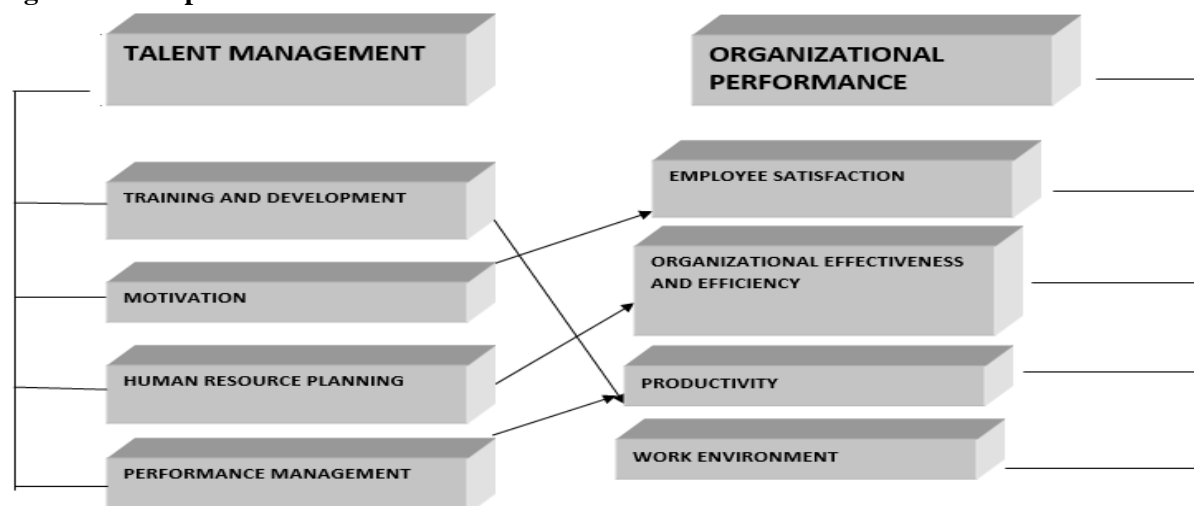 TALENT MANAGEMENT
ORGANIZATIONAL
PERFORMANCE
TRAINING AND DEVELOPMENT
MOTIVATION
HUMAN RESOURCE PLANNING
PERFORMANCE MANAGEMENT
EMPLOYEE SATISFACTION
ORGANIZATIONAL EFFECTIVENESS
AND EFFICIENCY
PRODUCTIVITY
WORK ENVIRONMENT